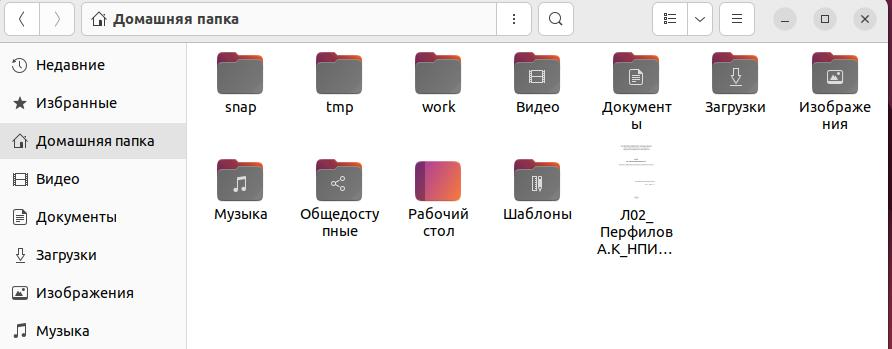 Домашняя папка
Недавние
Избранные
Домашняя папка
Видео
Документы
Загрузки
Изображения
Музыка
snap
tmp
work
Видео
Документ
ы
Загрузки
Изображе
ния
Музыка
Общедосту
пные
Рабочий
стол
Шаблоны
Л02_
Перфилов
А.К_НПИ...